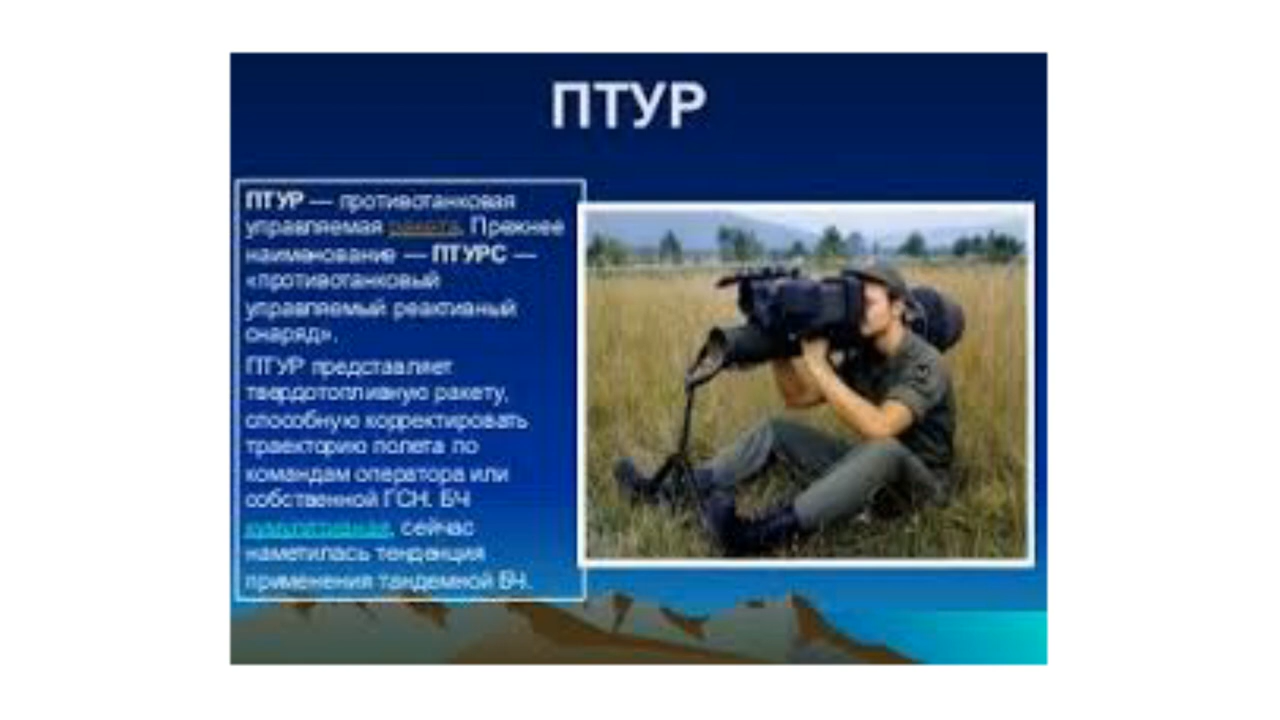 ПТУР
ПТУР — противотанковая
управляемая ракета. Прежнее
наименование — ПТУРС —
«противотанковый
управляемый реактивный
снаряд».
ПТУР представляет
твердотопливную ракету,
способную корректировать
траекторию полета по
командам оператора или
собственной ГСН. БЧ
кумулятивная, сейчас
наметилась тенденция
применения тандемной БЧ.